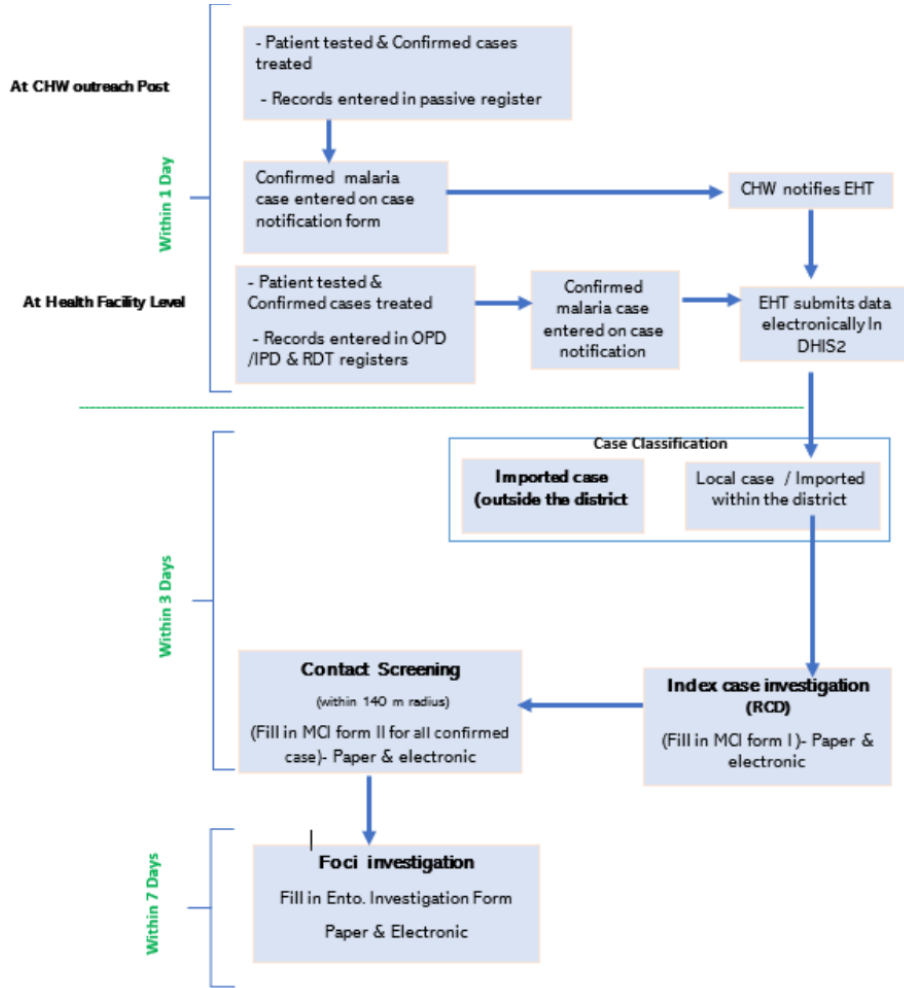 - Patient tested & Confirmed cases
treated
- Records entered in passive register
At CHW outreach Post
Within 1 Day
Confirmed malaria
case entered on case
notification form
CHW notifies EHT
At Health Facility Level
- Patient tested &
Confirmed cases treated
- Records entered in OPD
/IPD & RDT registers
Confirmed
malaria case
entered on case
notification
EHT submits data
electronically In
DHIS2
Case Classification
Imported case
(outside the district
Local case / Imported
within the district
Within 3 Days
Contact Screening
(within 140 m radius)
(Fill in MCI form II for all confirmed
case)- Paper & electronic
Index case investigation
(RCD)
(Fill in MCI form I )- Paper &
electronic
Within 7 Days
Foci investigation
Fill in Ento. Investigation Form
Paper & Electronic